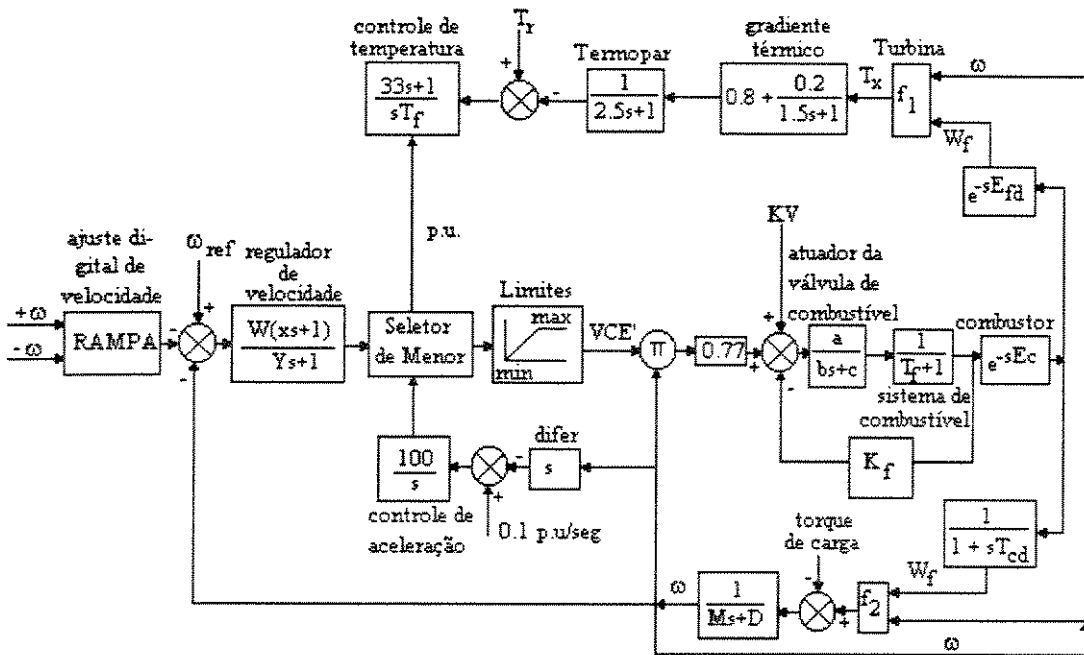 controle de
temperatura
33s+1
sT_f
T_r
+
-
Termopar
1
2.5s+1
gradiente
térmico
0.8 + 0.2
1.5s+1
T_x
Turbina
f_1
ω
W_f
e^-sE_fd
p.u.
ajuste di-
gital de
velocidade
+ω
-ω
RAMPA
-
ω_ref
+
-
regulador
de
velocidade
W(xs+1)
Ys+1
Seletor
de Menor
Limites
max
min
VCE'
π
0.77
+
KV
+
-
atuador da
válvula de
combustível
a
bs+c
1
T_f+1
sistema de
combustível
combustor
e^-sEc
K_f
100
s
controle de
aceleração
-
+
0.1 p.u/seg
difer
s
torque
de carga
-
+
1
1 + sT_cd
W_f
f_2
ω
1
Ms+D
ω